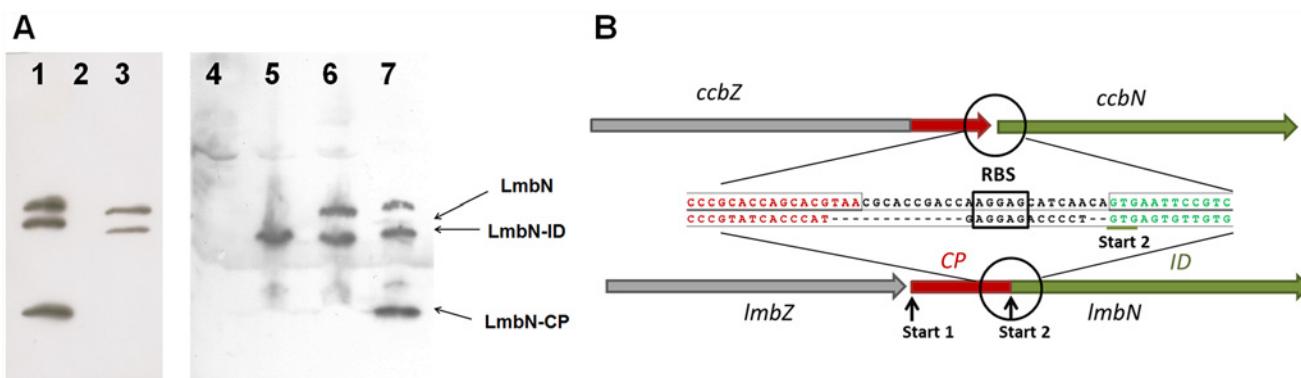 A
1 2 3 4 5 6 7
LmbN
LmbN-ID
LmbN-CP
B
ccbZ ccbN
RBS
CCCGCACCAGCACGTAACGCACCGACCAAGGAGCATCAACAGTGAATTCCGTC
CCCGTATCACCCAT-------------GAGGAGACCCCT--GTGAGTGTTGTG
Start 2
CP ID
lmbZ lmbN
Start 1 Start 2